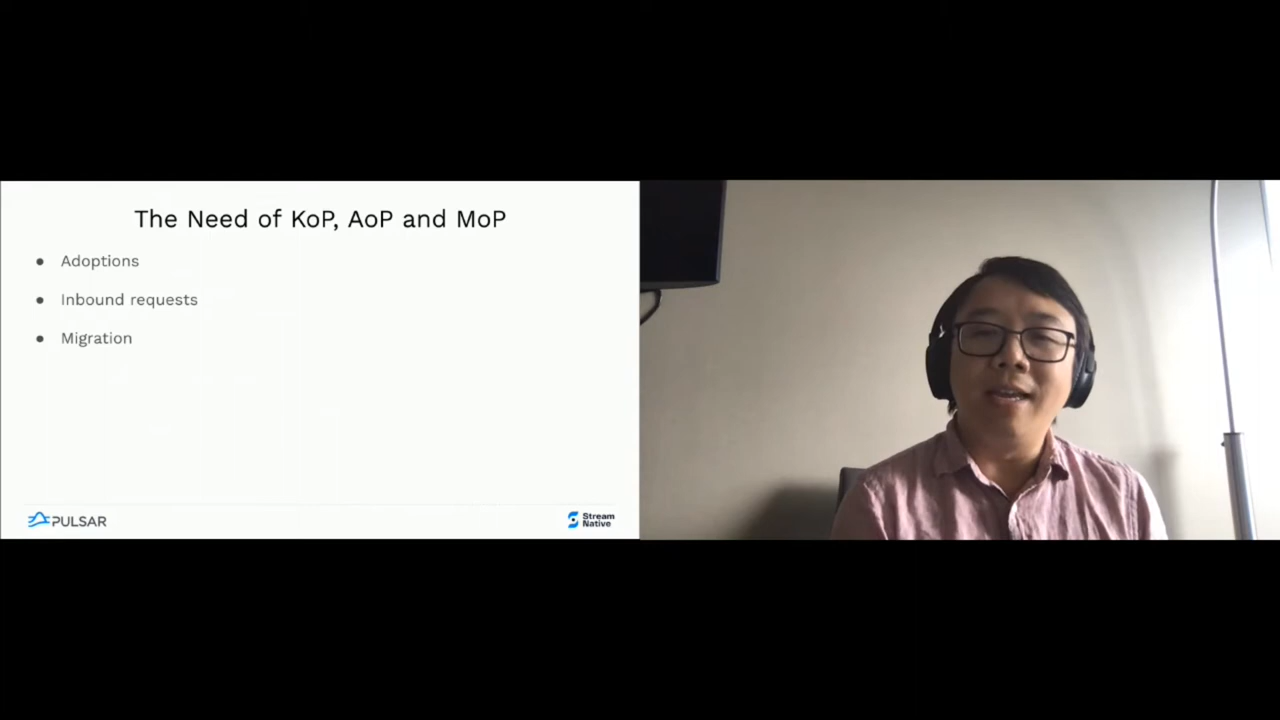 The Need of KoP, AoP and MoP
● Adoptions
● Inbound requests
● Migration
PULSAR
Stream
Native